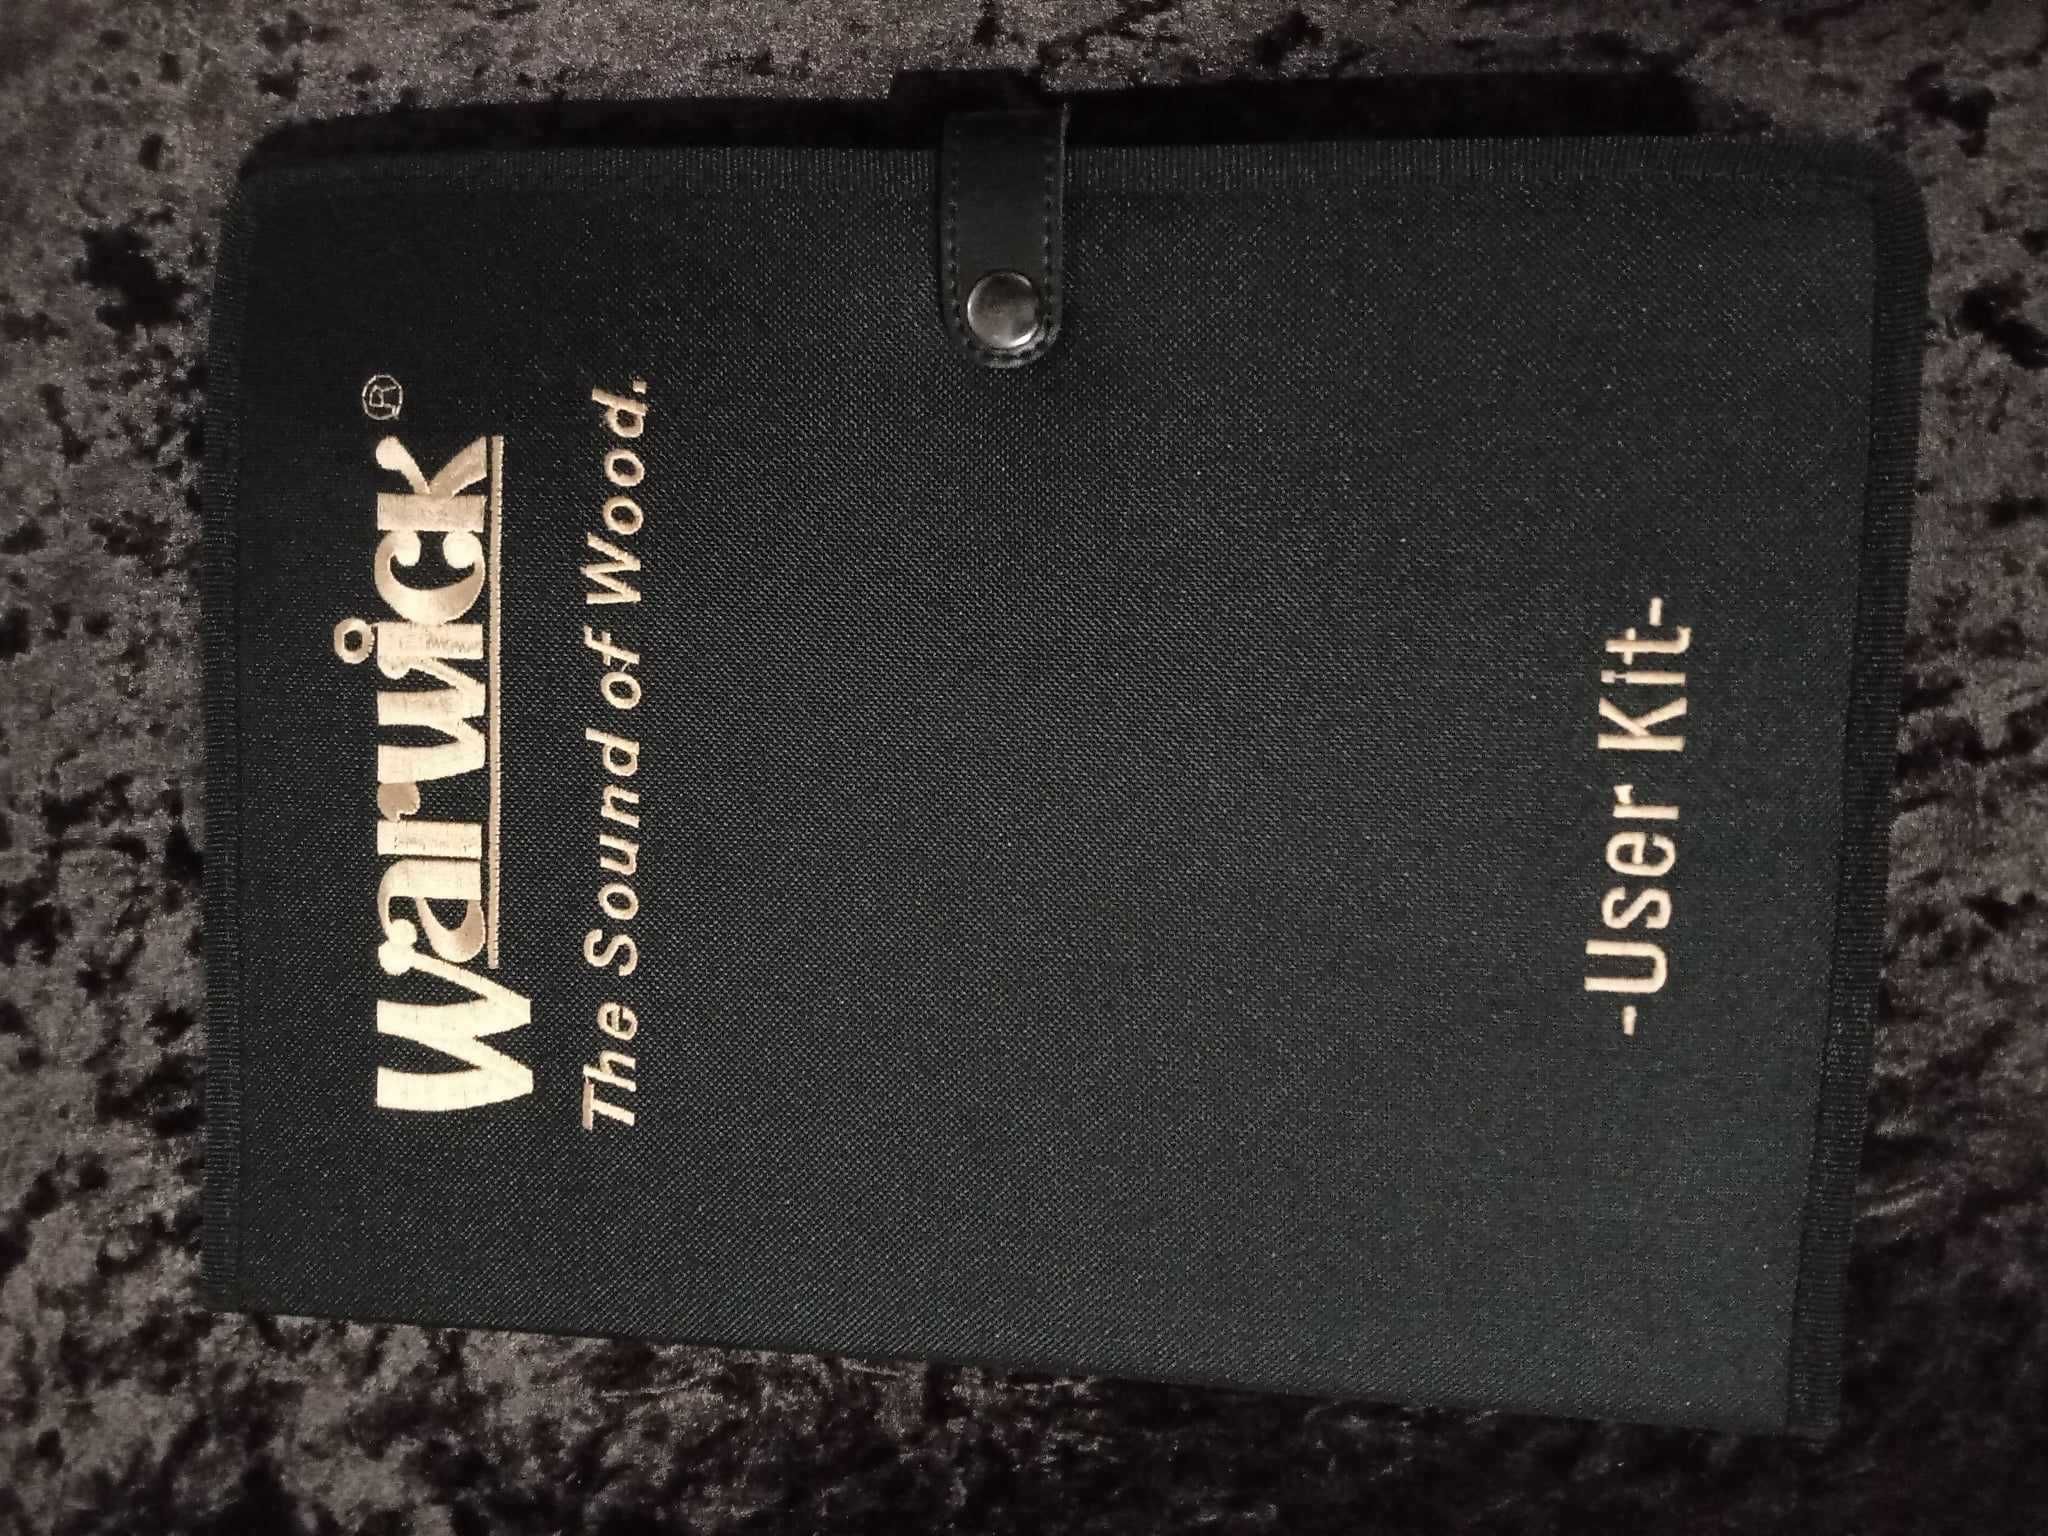 Warwick®
The Sound of Wood.
-User Kit-